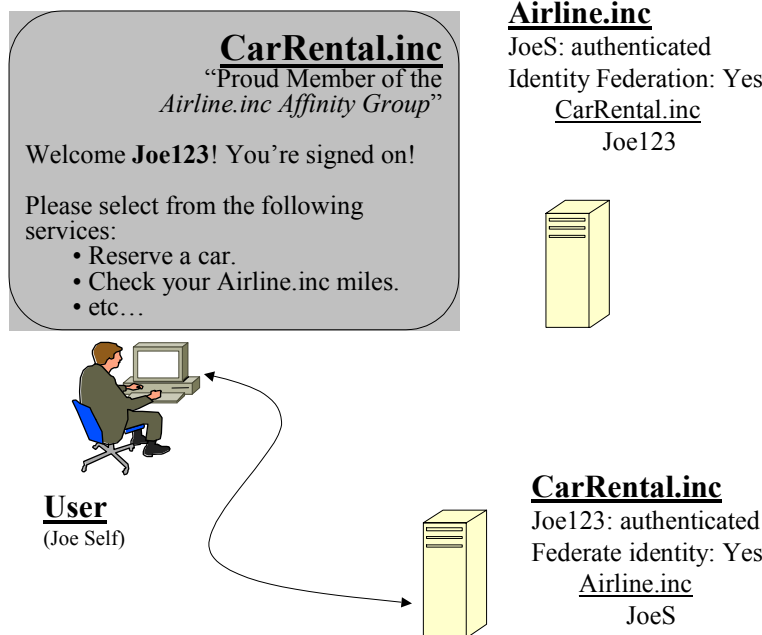 CarRental.inc
“Proud Member of the
Airline.inc Affinity Group”
Welcome Joe123! You’re signed on!
Please select from the following
services:
• Reserve a car.
• Check your Airline.inc miles.
• etc…
Airline.inc
JoeS: authenticated
Identity Federation: Yes
CarRental.inc
Joe123
User
(Joe Self)
CarRental.inc
Joe123: authenticated
Federate identity: Yes
Airline.inc
JoeS